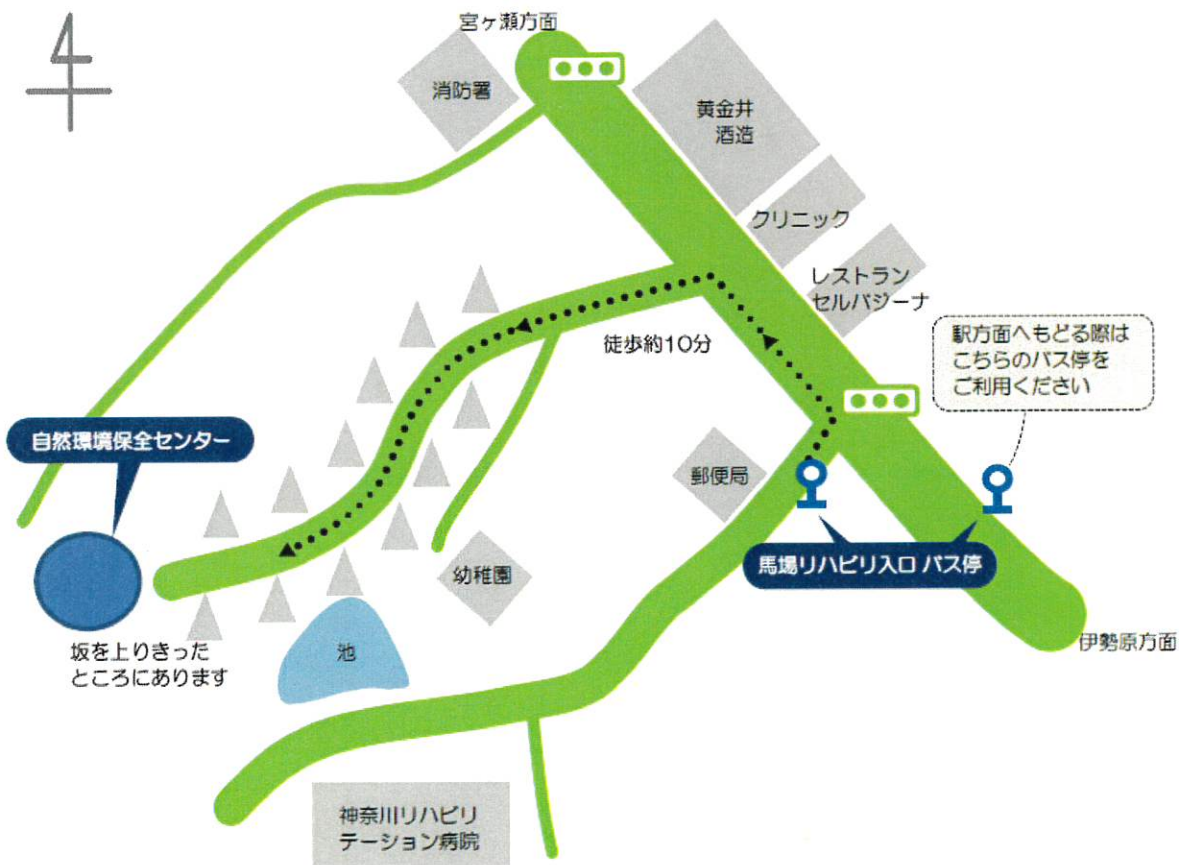 宮ヶ瀬方面
消防署
黄金井
酒造
クリニック
レストラン
セルバジーナ
徒歩約10分
駅方面へもどる際は
こちらのバス停を
ご利用ください
自然環境保全センター
郵便局
馬場リハビリ入口 バス停
幼稚園
伊勢原方面
坂を上りきった
ところにあります
池
神奈川リハビリ
テーション病院